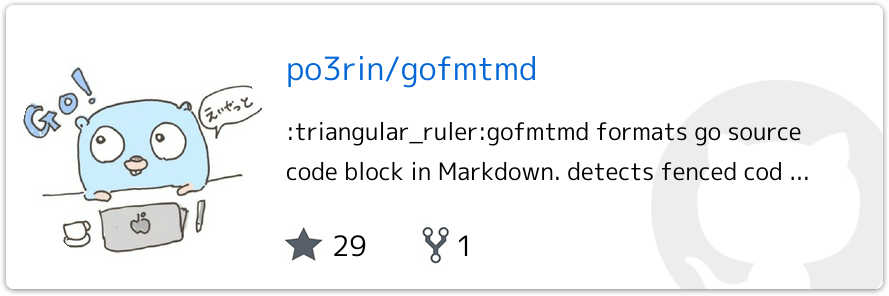 GO!
えいやっと
po3rin/gofmtmd
:triangular_ruler:gofmtmd formats go source
code block in Markdown. detects fenced cod ...
29
1